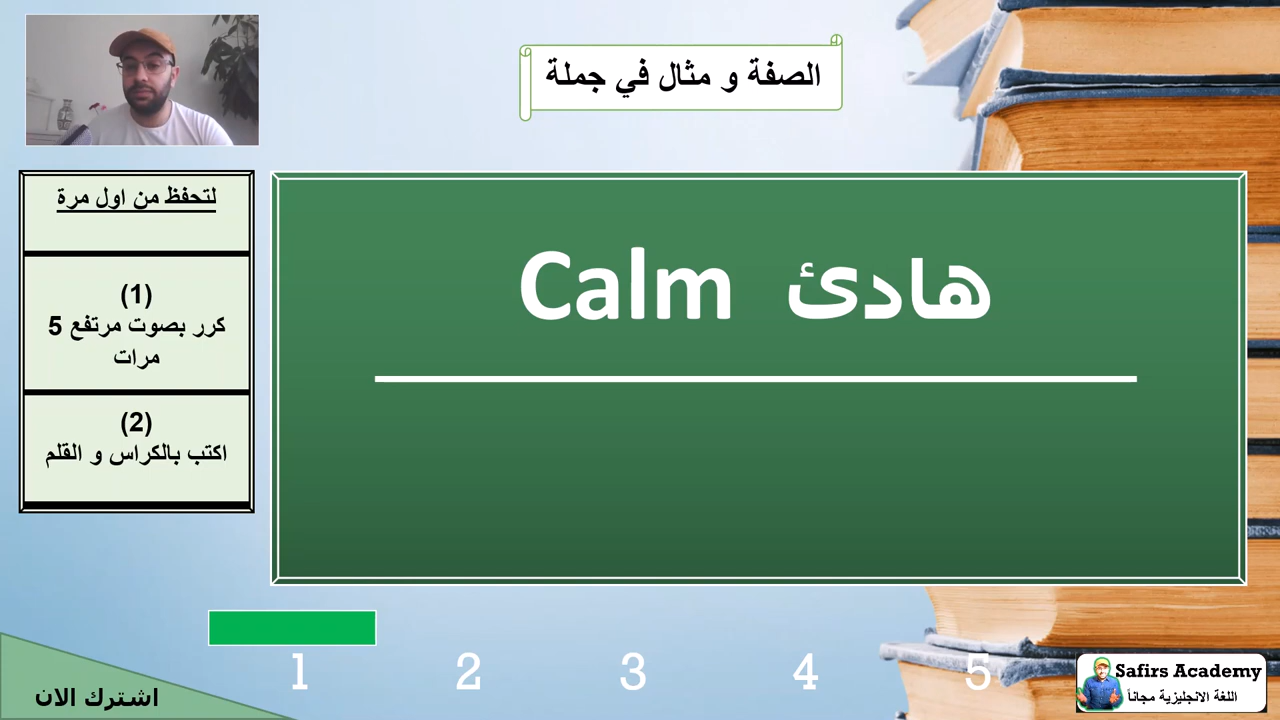 الصفة و مثال في جملة
لتحفظ من اول مرة
(1)
كرر بصوت مرتفع 5
مرات
(2)
اكتب بالكراس و القلم
Calm هادئ
1 2 3 4 5
اشترك الان
Safirs Academy
اللغة الانجليزية مجاناً